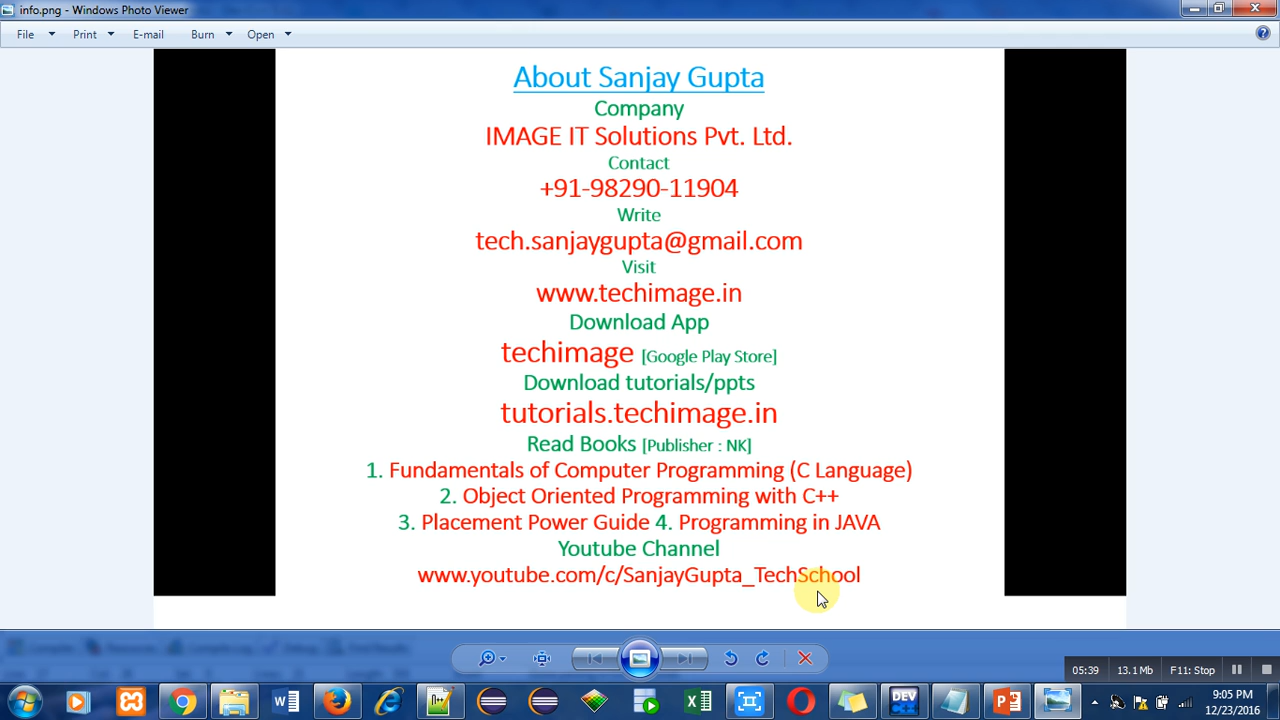 info.png - Windows Photo Viewer
File Print E-mail Burn Open
About Sanjay Gupta
Company
IMAGE IT Solutions Pvt. Ltd.
Contact
+91-98290-11904
Write
tech.sanjaygupta@gmail.com
Visit
www.techimage.in
Download App
techimage [Google Play Store]
Download tutorials/ppts
tutorials.techimage.in
Read Books [Publisher : NK]
1. Fundamentals of Computer Programming (C Language)
2. Object Oriented Programming with C++
3. Placement Power Guide 4. Programming in JAVA
Youtube Channel
www.youtube.com/c/SanjayGupta_TechSchool
05:39 13.1 Mb F11: Stop
DEV
9:05 PM
12/23/2016